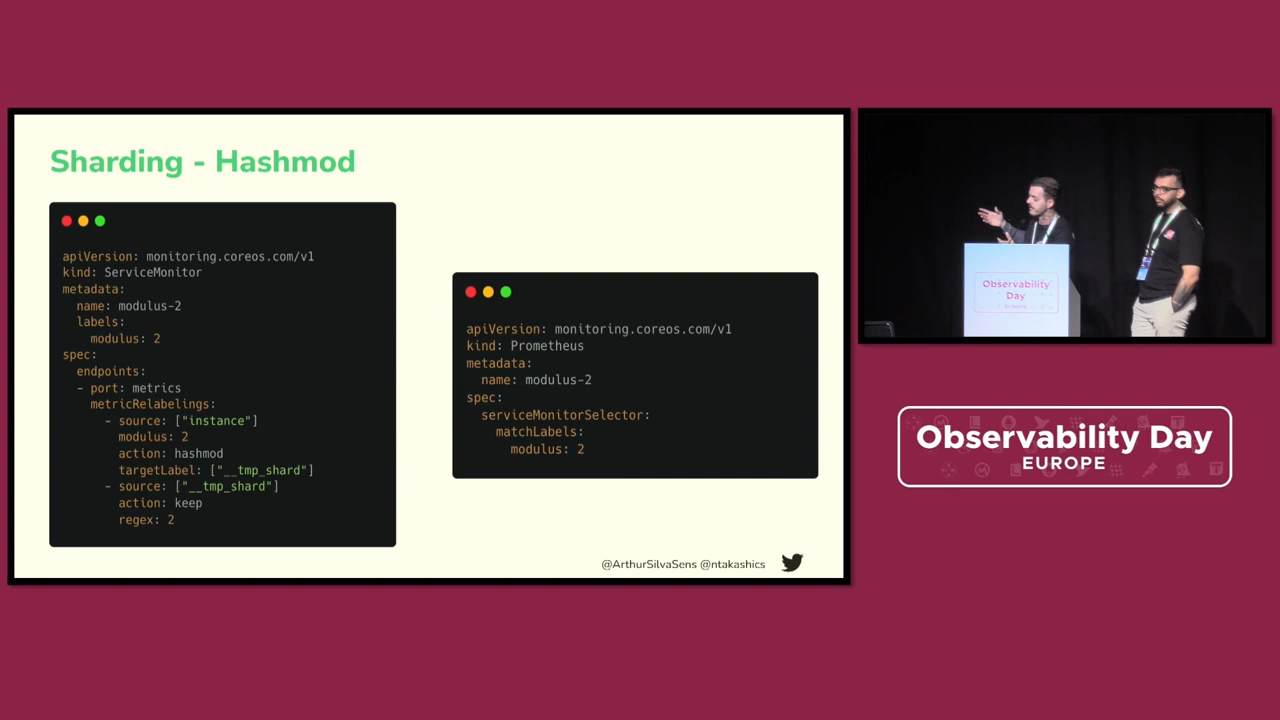 Sharding - Hashmod
apiVersion: monitoring.coreos.com/v1
kind: ServiceMonitor
metadata:
  name: modulus-2
  labels:
    modulus: 2
spec:
  endpoints:
  - port: metrics
    metricRelabelings:
      - source: ["instance"]
        modulus: 2
        action: hashmod
        targetLabel: ["__tmp_shard"]
      - source: ["__tmp_shard"]
        action: keep
        regex: 2
apiVersion: monitoring.coreos.com/v1
kind: Prometheus
metadata:
  name: modulus-2
spec:
  serviceMonitorSelector:
    matchLabels:
      modulus: 2
@ArthurSilvaSens @ntakashics
Observability
Day
Observability Day
EUROPE